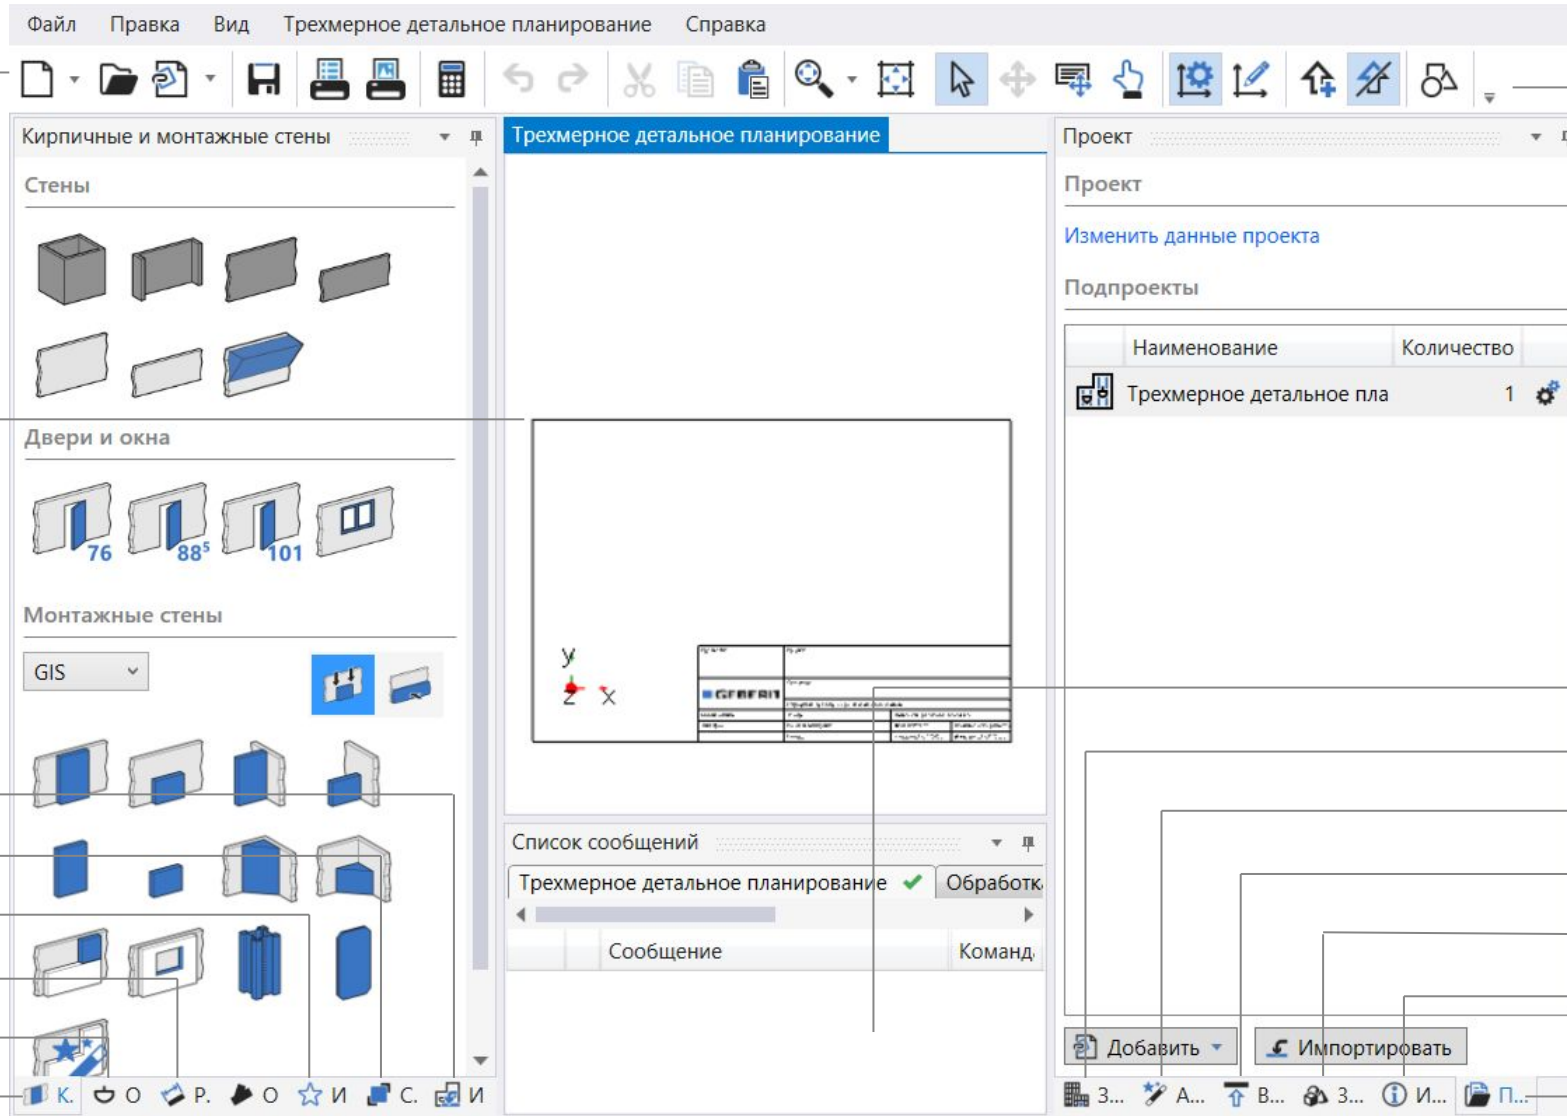 Файл Правка Вид Трехмерное детальное планирование Справка
Кирпичные и монтажные стены
Стены
Двери и окна
76 88⁵ 101
Монтажные стены
GIS
К. О Р. О И С. И
Трехмерное детальное планирование
y
z x
GEBERIT
Список сообщений
Трехмерное детальное планирование Обработк
Сообщение Команд
Проект
Проект
Изменить данные проекта
Подпроекты
Наименование Количество
Трехмерное детальное пла 1
Добавить Импортировать
З... А... В... З... И... П...